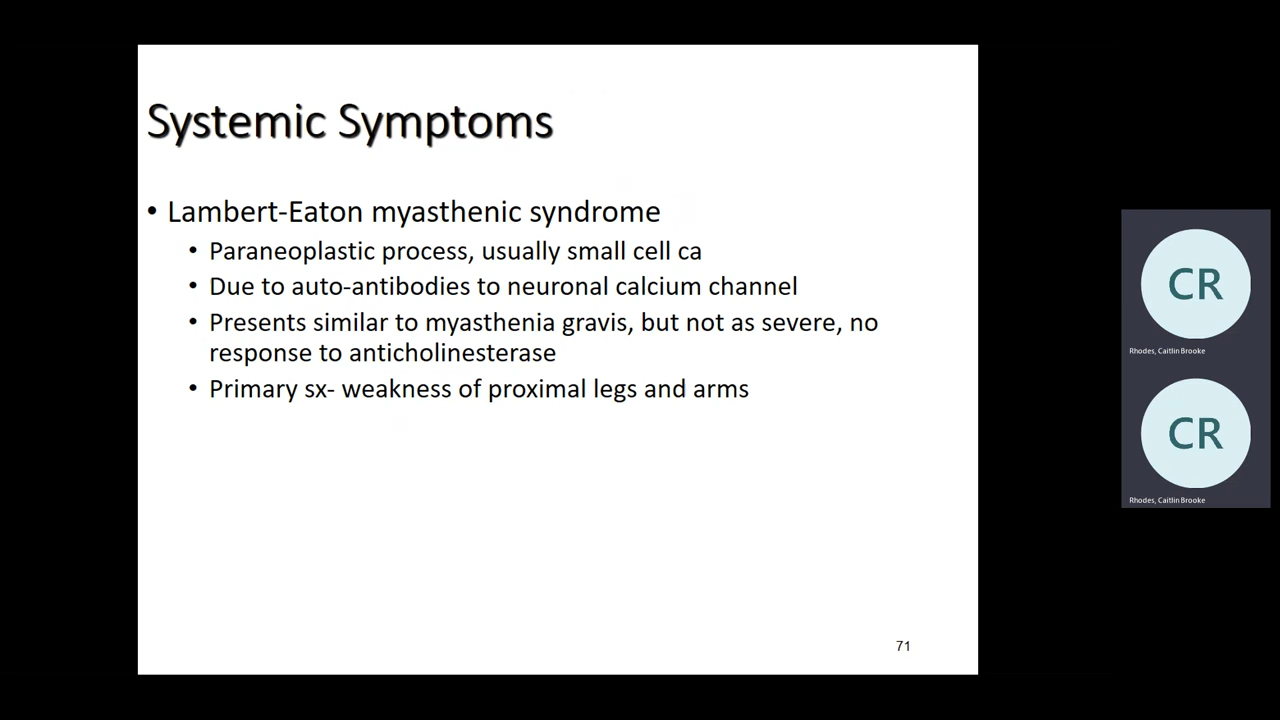 Systemic Symptoms
• Lambert-Eaton myasthenic syndrome
• Paraneoplastic process, usually small cell ca
• Due to auto-antibodies to neuronal calcium channel
• Presents similar to myasthenia gravis, but not as severe, no
response to anticholinesterase
• Primary sx- weakness of proximal legs and arms
71
CR
Rhodes, Caitlin Brooke
CR
Rhodes, Caitlin Brooke